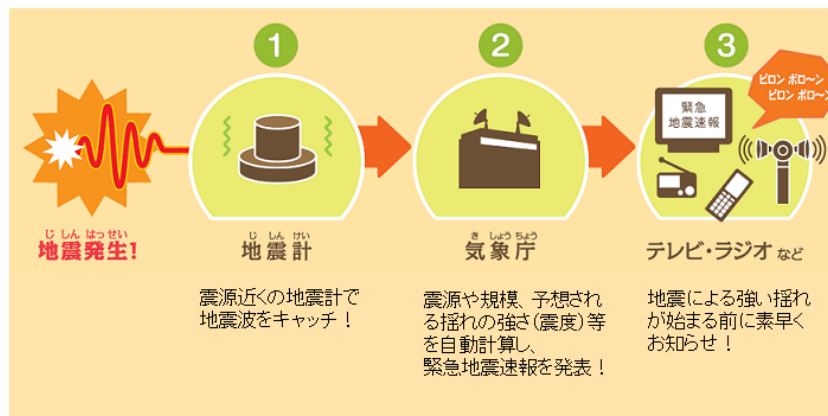 1
2
3
ピロン ポロ〜ン
ピロン ポロ〜ン
緊急
地震速報
じしんはっせい
地震発生!
じしんけい
地震計
きしょうちょう
気象庁
テレビ・ラジオ など
震源近くの地震計で
地震波をキャッチ！
震源や規模、予想され
る揺れの強さ(震度)等
を自動計算し、
緊急地震速報を発表！
地震による強い揺れ
が始まる前に素早く
お知らせ！